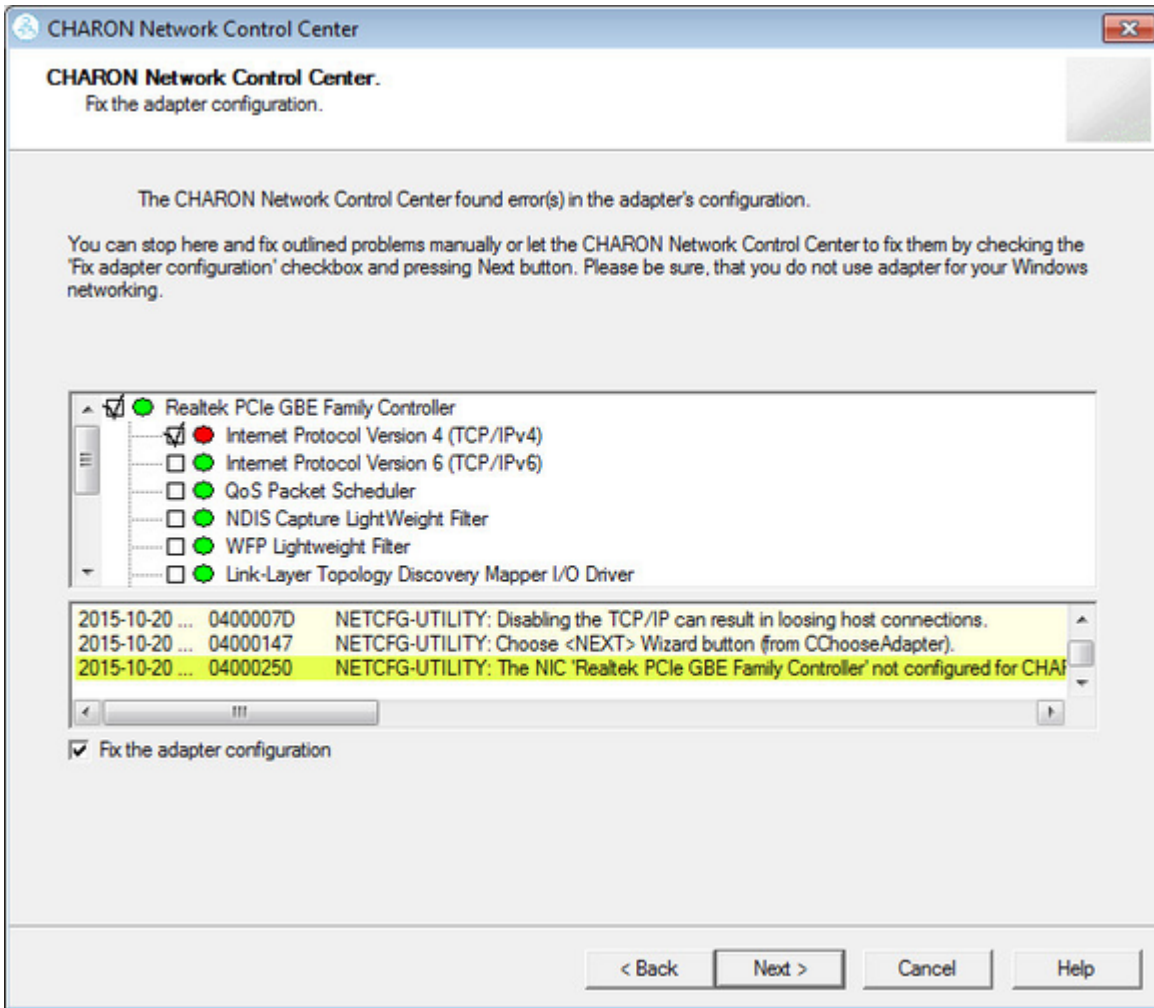 CHARON Network Control Center
CHARON Network Control Center.
Fix the adapter configuration.
The CHARON Network Control Center found error(s) in the adapter's configuration.
You can stop here and fix outlined problems manually or let the CHARON Network Control Center to fix them by checking the
'Fix adapter configuration' checkbox and pressing Next button. Please be sure, that you do not use adapter for your Windows
networking.
Realtek PCIe GBE Family Controller
Internet Protocol Version 4 (TCP/IPv4)
Internet Protocol Version 6 (TCP/IPv6)
QoS Packet Scheduler
NDIS Capture LightWeight Filter
WFP Lightweight Filter
Link-Layer Topology Discovery Mapper I/O Driver
2015-10-20 ... 0400007D NETCFG-UTILITY: Disabling the TCP/IP can result in loosing host connections.
2015-10-20 ... 04000147 NETCFG-UTILITY: Choose <NEXT> Wizard button (from CChooseAdapter).
2015-10-20 ... 04000250 NETCFG-UTILITY: The NIC 'Realtek PCIe GBE Family Controller' not configured for CHAR
Fix the adapter configuration
< Back Next > Cancel Help